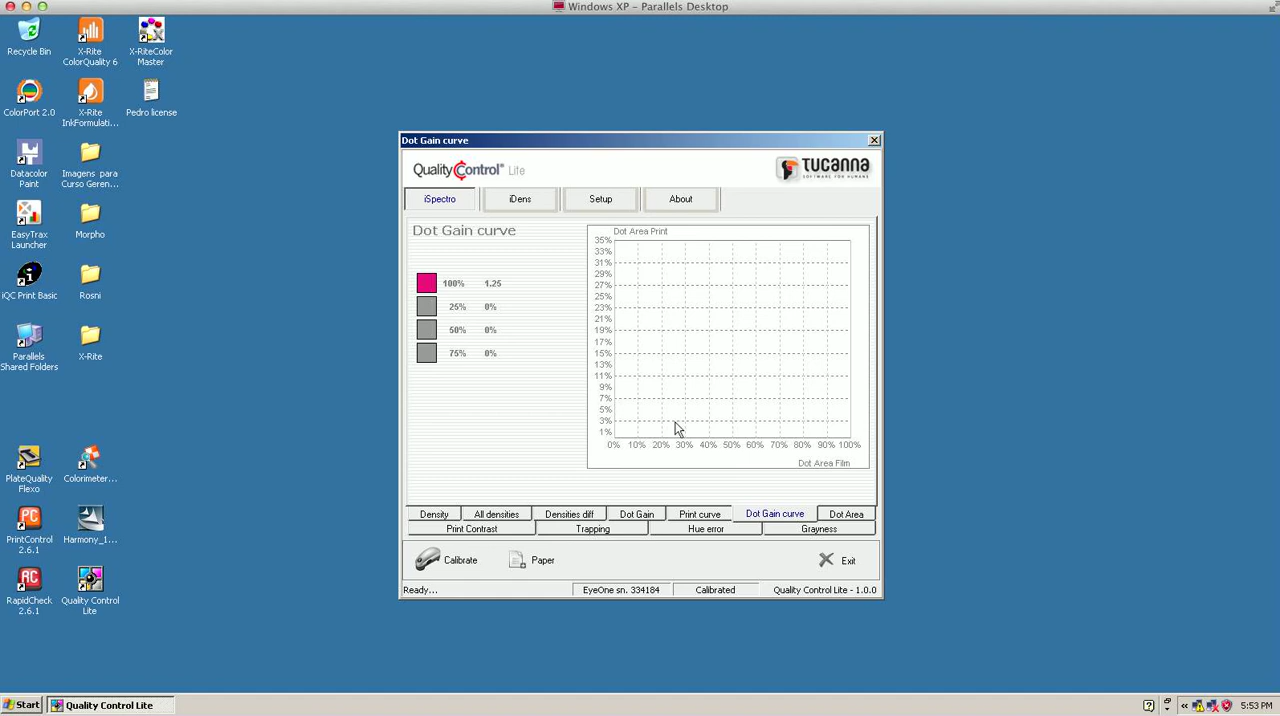 Windows XP - Parallels Desktop
Recycle Bin
X-Rite
ColorQuality 6
X-RiteColor
Master
ColorPort 2.0
X-Rite
InkFormulati...
Pedro license
Datacolor
Paint
Imagens para
Curso Geren...
EasyTrax
Launcher
Morpho
iQC Print Basic
Rosni
Parallels
Shared Folders
X-Rite
PlateQuality
Flexo
Colorimeter...
PrintControl
2.6.1
Harmony_1...
RapidCheck
2.6.1
Quality Control
Lite
Dot Gain curve
QualityControl® Lite
TUCANNA
SOFTWARE FOR HUMANS
iSpectro
iDens
Setup
About
Dot Gain curve
100% 1.25
25% 0%
50% 0%
75% 0%
Dot Area Print
35%
33%
31%
29%
27%
25%
23%
21%
19%
17%
15%
13%
11%
9%
7%
5%
3%
1%
0% 10% 20% 30% 40% 50% 60% 70% 80% 90% 100%
Dot Area Film
Density
All densities
Densities diff
Dot Gain
Print curve
Dot Gain curve
Dot Area
Print Contrast
Trapping
Hue error
Grayness
Calibrate
Paper
Exit
Ready...
EyeOne sn. 334184
Calibrated
Quality Control Lite - 1.0.0
Start
Quality Control Lite
5:53 PM